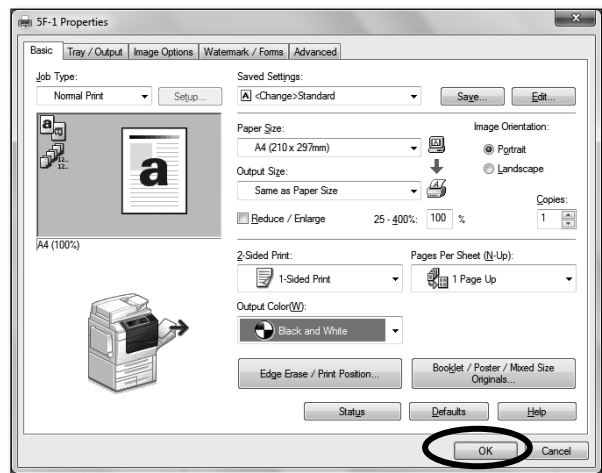 5F-1 Properties
Basic Tray / Output Image Options Watermark / Forms Advanced
Job Type:
Normal Print Setup...
Saved Settings:
<Change>Standard Save... Edit...
Paper Size:
A4 (210 x 297mm)
Image Orientation:
Portrait
Landscape
Output Size:
Same as Paper Size
Copies:
Reduce / Enlarge 25 - 400%: 100 % 1
a
a
12..
12..
a
A4 (100%)
2-Sided Print:
1-Sided Print
Pages Per Sheet (N-Up):
1 Page Up
Output Color(W):
Black and White
Edge Erase / Print Position...
Booklet / Poster / Mixed Size
Originals...
Status Defaults Help
OK Cancel